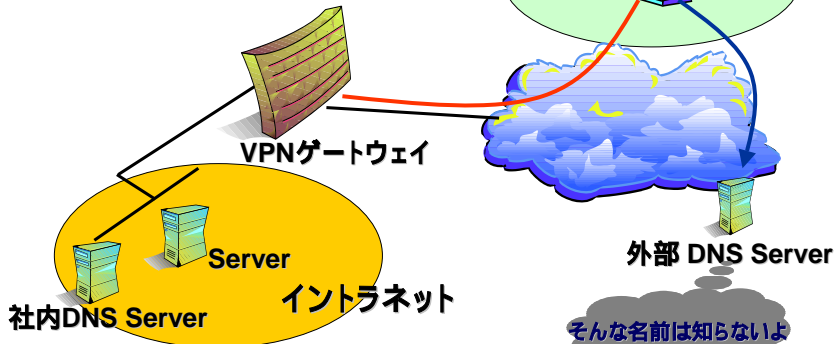 VPNゲートウェイ
外部 DNS Server
Server
イントラネット
社内DNS Server
そんな名前は知らないよ